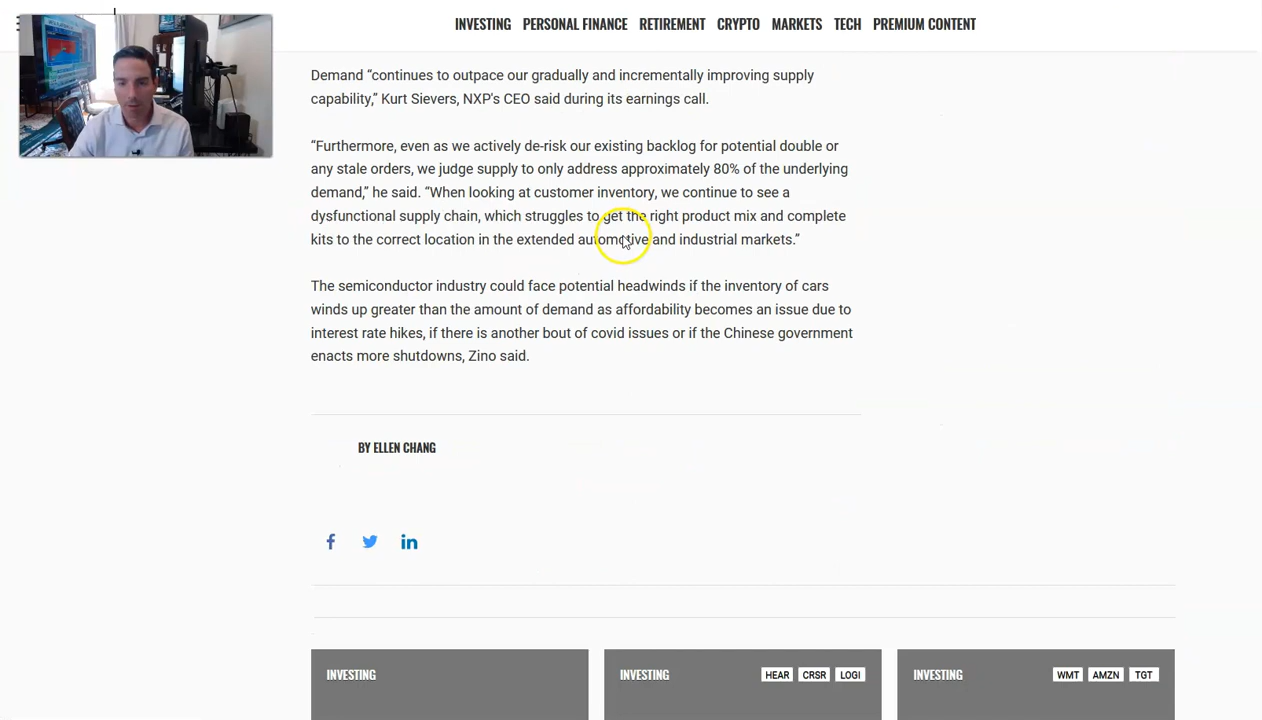 INVESTING PERSONAL FINANCE RETIREMENT CRYPTO MARKETS TECH PREMIUM CONTENT
Demand “continues to outpace our gradually and incrementally improving supply
capability,” Kurt Sievers, NXP's CEO said during its earnings call.
“Furthermore, even as we actively de-risk our existing backlog for potential double or
any stale orders, we judge supply to only address approximately 80% of the underlying
demand,” he said. “When looking at customer inventory, we continue to see a
dysfunctional supply chain, which struggles to get the right product mix and complete
kits to the correct location in the extended automotive and industrial markets.”
The semiconductor industry could face potential headwinds if the inventory of cars
winds up greater than the amount of demand as affordability becomes an issue due to
interest rate hikes, if there is another bout of covid issues or if the Chinese government
enacts more shutdowns, Zino said.
BY ELLEN CHANG
INVESTING
INVESTING HEAR CRSR LOGI
INVESTING WMT AMZN TGT